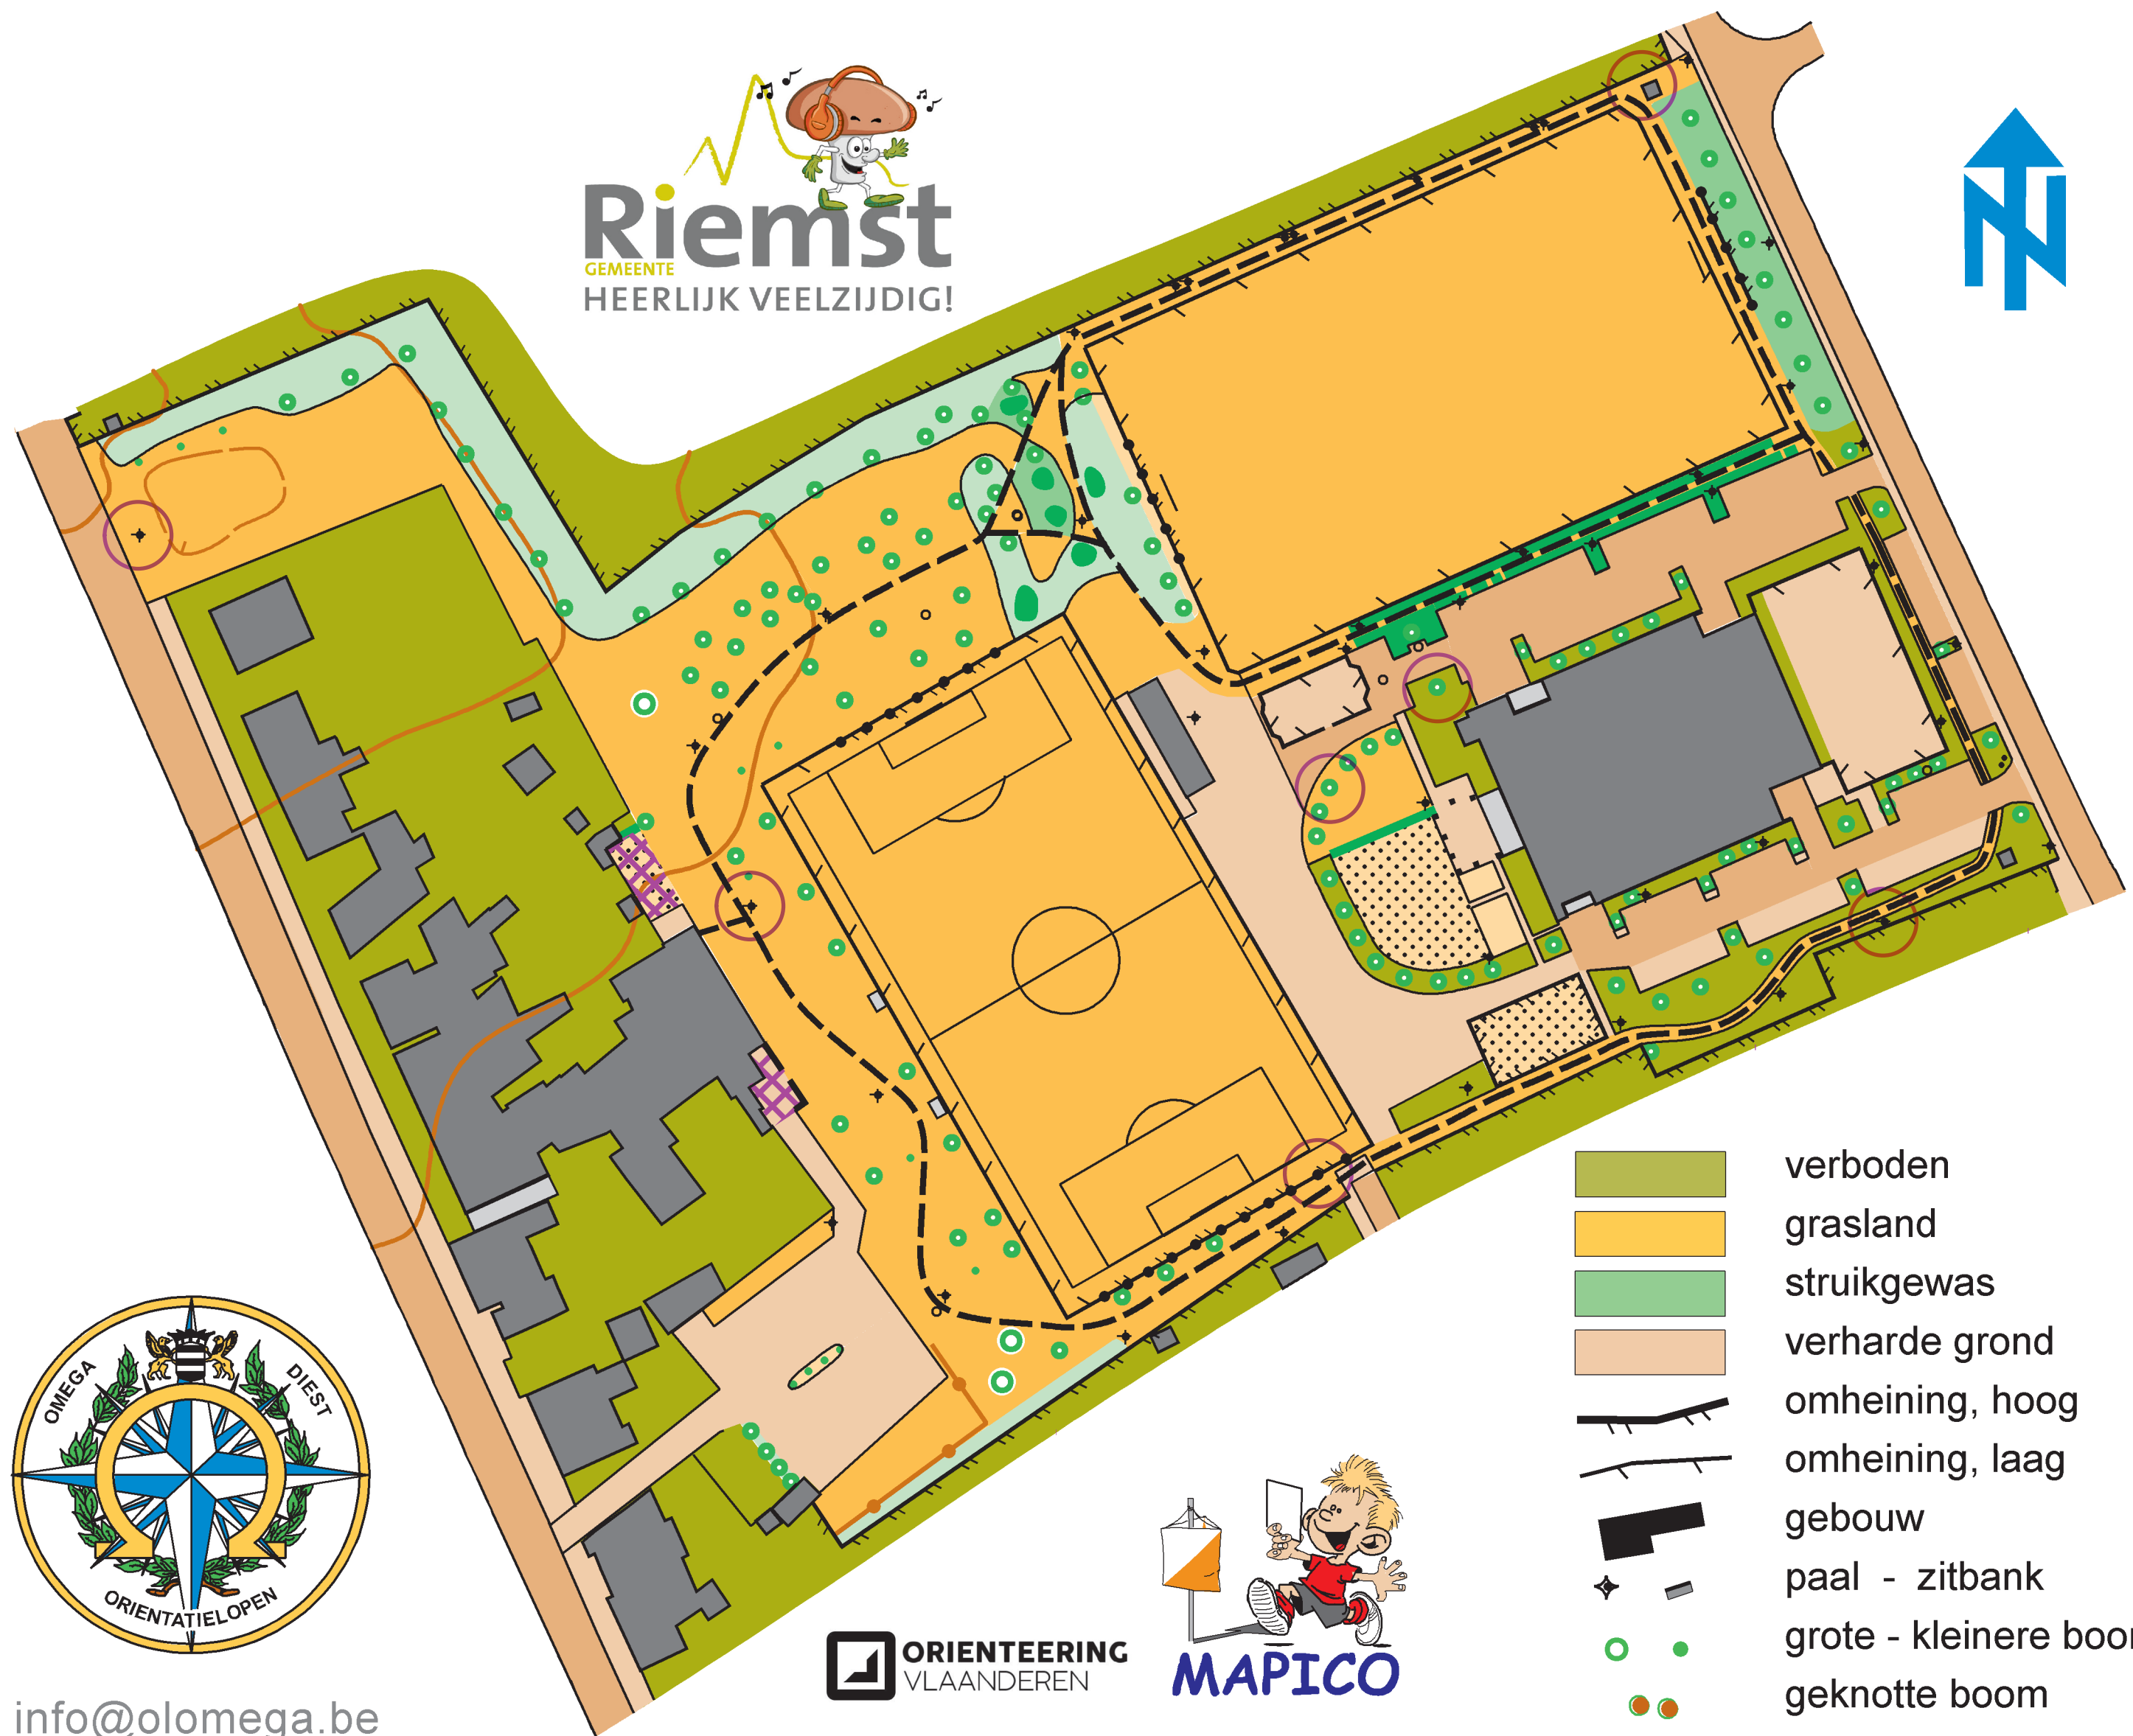 Riemst
GEMEENTE
HEERLIJK VEELZIJDIG!
N
verboden
grasland
struikgewas
verharde grond
omheining, hoog
omheining, laag
gebouw
paal - zitbank
grote - kleinere boom
geknotte boom
OMEGA
DIEST
ORIENTATIELOPEN
ORIENTEERING
VLAANDEREN
MAPICO
info@olomega.be